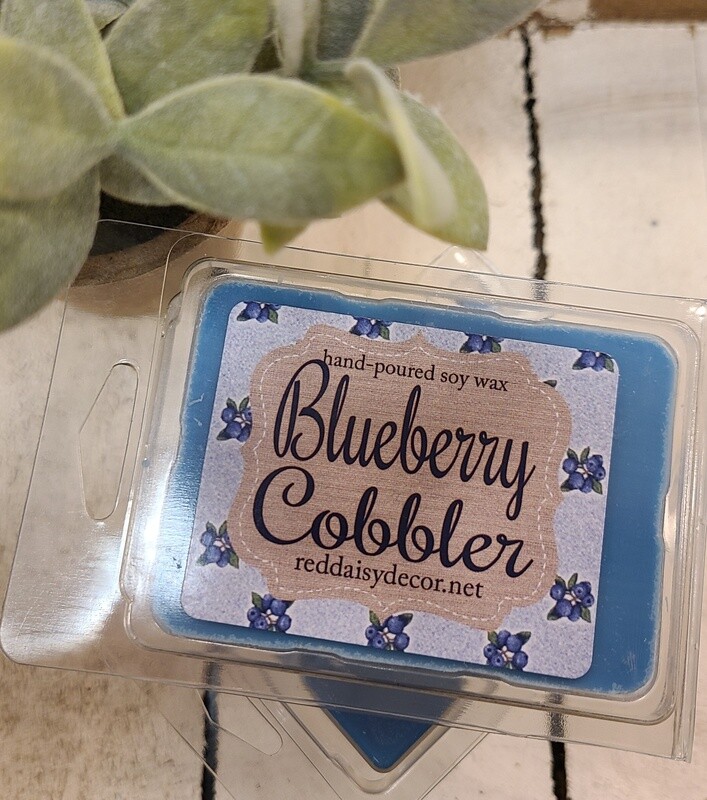 hand-poured soy wax
Blueberry
Cobbler
reddaisydecor.net